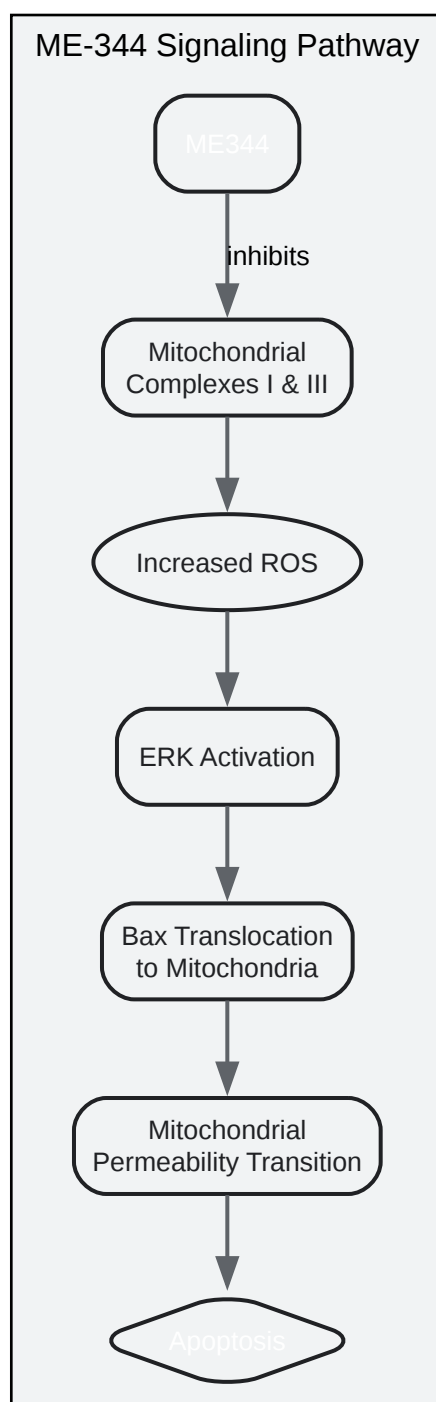 ME-344 Signaling Pathway
ME344
inhibits
Mitochondrial
Complexes I & III
Increased ROS
ERK Activation
Bax Translocation
to Mitochondria
Mitochondrial
Permeability Transition
Apoptosis